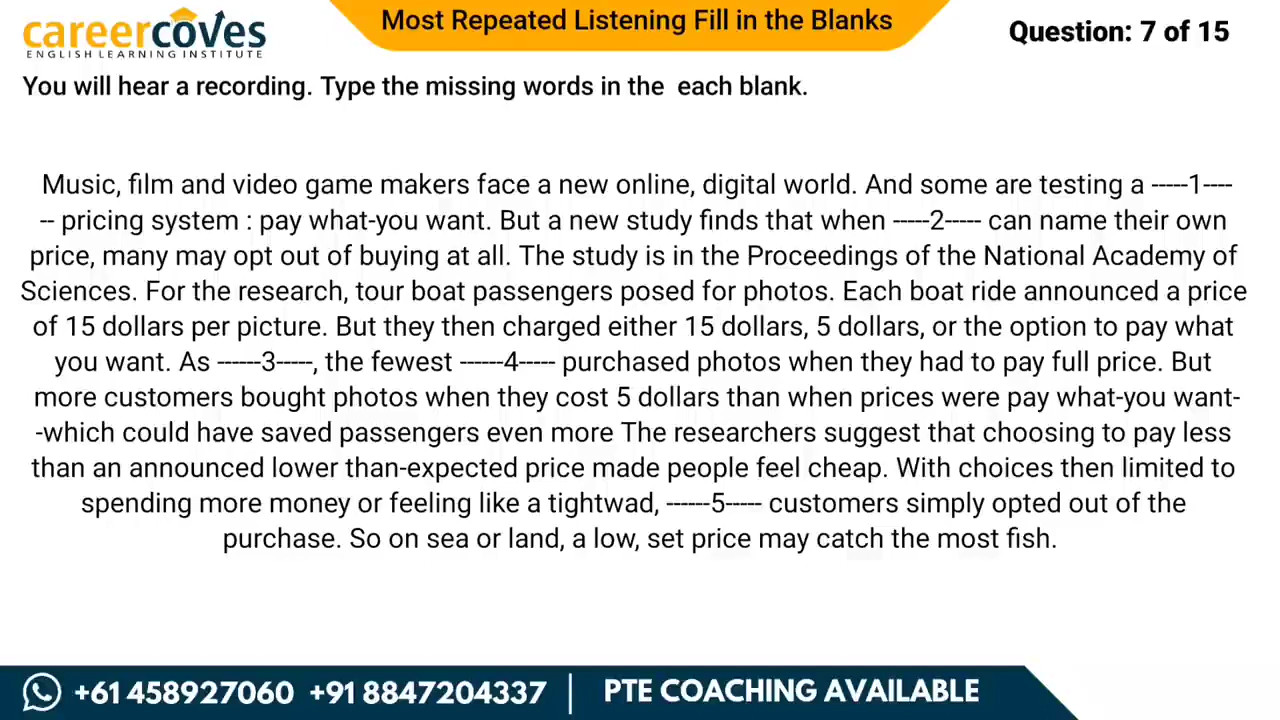 careercoves
ENGLISH LEARNING INSTITUTE
Most Repeated Listening Fill in the Blanks
Question: 7 of 15
You will hear a recording. Type the missing words in the each blank.
Music, film and video game makers face a new online, digital world. And some are testing a -----1----
-- pricing system : pay what-you want. But a new study finds that when -----2----- can name their own
price, many may opt out of buying at all. The study is in the Proceedings of the National Academy of
Sciences. For the research, tour boat passengers posed for photos. Each boat ride announced a price
of 15 dollars per picture. But they then charged either 15 dollars, 5 dollars, or the option to pay what
you want. As ------3-----, the fewest ------4----- purchased photos when they had to pay full price. But
more customers bought photos when they cost 5 dollars than when prices were pay what-you want-
-which could have saved passengers even more The researchers suggest that choosing to pay less
than an announced lower than-expected price made people feel cheap. With choices then limited to
spending more money or feeling like a tightwad, ------5----- customers simply opted out of the
purchase. So on sea or land, a low, set price may catch the most fish.
+61 458927060 +91 8847204337 | PTE COACHING AVAILABLE